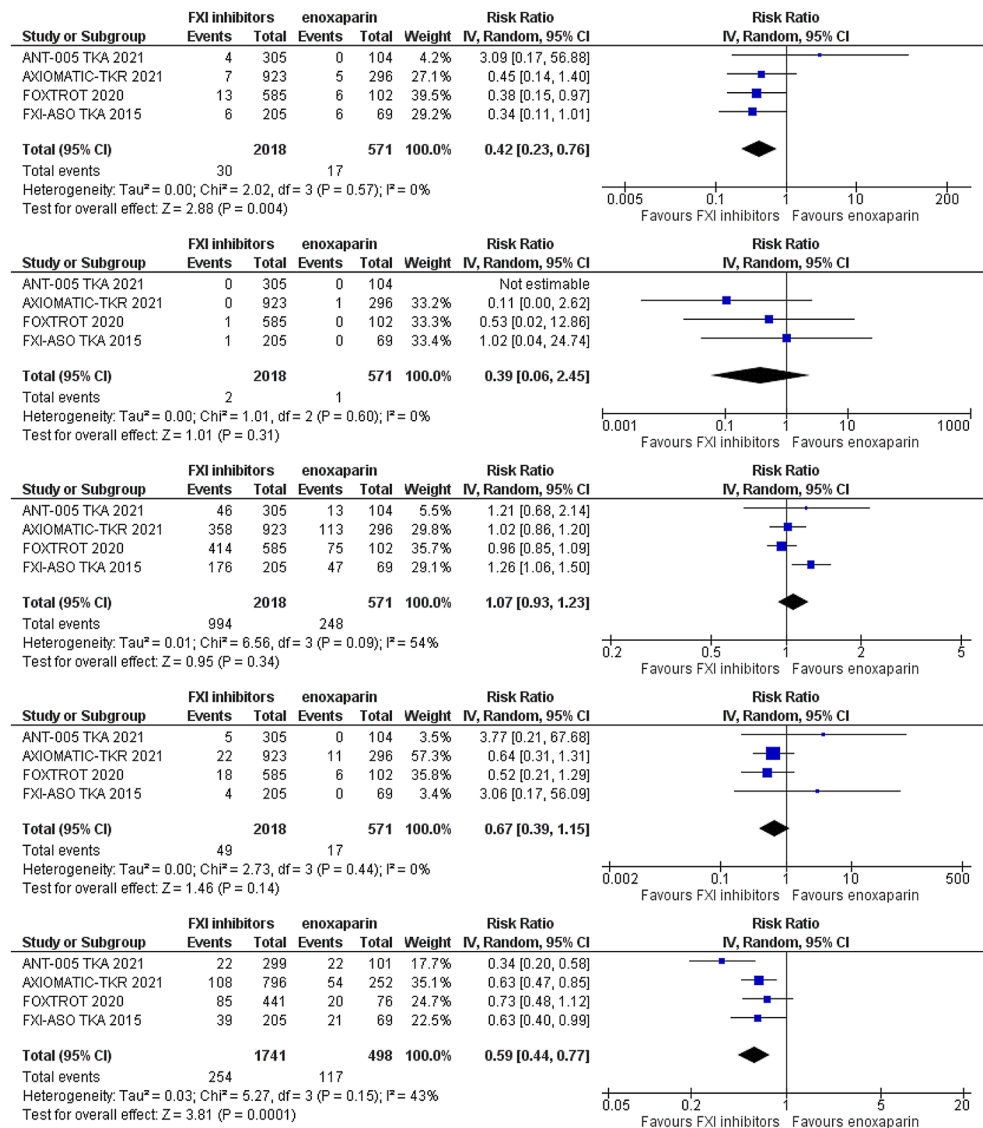 FXI inhibitors enoxaparin Risk Ratio Risk Ratio
Study or Subgroup Events Total Events Total Weight IV, Random, 95% CI IV, Random, 95% CI
ANT-005 TKA 2021 4 305 0 104 4.2% 3.09 [0.17, 56.88]
AXIOMATIC-TKR 2021 7 923 5 296 27.1% 0.45 [0.14, 1.40]
FOXTROT 2020 13 585 6 102 39.5% 0.38 [0.15, 0.97]
FXI-ASO TKA 2015 6 205 6 69 29.2% 0.34 [0.11, 1.01]
Total (95% CI) 2018 571 100.0% 0.42 [0.23, 0.76]
Total events 30 17
Heterogeneity: Tau² = 0.00; Chi² = 2.02, df = 3 (P = 0.57); I² = 0%
Test for overall effect: Z = 2.88 (P = 0.004)
0.005 0.1 1 10 200
Favours FXI inhibitors Favours enoxaparin
FXI inhibitors enoxaparin Risk Ratio Risk Ratio
Study or Subgroup Events Total Events Total Weight IV, Random, 95% CI IV, Random, 95% CI
ANT-005 TKA 2021 0 305 0 104 Not estimable
AXIOMATIC-TKR 2021 0 923 1 296 33.2% 0.11 [0.00, 2.62]
FOXTROT 2020 1 585 0 102 33.3% 0.53 [0.02, 12.86]
FXI-ASO TKA 2015 1 205 0 69 33.4% 1.02 [0.04, 24.74]
Total (95% CI) 2018 571 100.0% 0.39 [0.06, 2.45]
Total events 2 1
Heterogeneity: Tau² = 0.00; Chi² = 1.01, df = 2 (P = 0.60); I² = 0%
Test for overall effect: Z = 1.01 (P = 0.31)
0.001 0.1 1 10 1000
Favours FXI inhibitors Favours enoxaparin
FXI inhibitors enoxaparin Risk Ratio Risk Ratio
Study or Subgroup Events Total Events Total Weight IV, Random, 95% CI IV, Random, 95% CI
ANT-005 TKA 2021 46 305 13 104 5.5% 1.21 [0.68, 2.14]
AXIOMATIC-TKR 2021 358 923 113 296 29.8% 1.02 [0.86, 1.20]
FOXTROT 2020 414 585 75 102 35.7% 0.96 [0.85, 1.09]
FXI-ASO TKA 2015 176 205 47 69 29.1% 1.26 [1.06, 1.50]
Total (95% CI) 2018 571 100.0% 1.07 [0.93, 1.23]
Total events 994 248
Heterogeneity: Tau² = 0.01; Chi² = 6.56, df = 3 (P = 0.09); I² = 54%
Test for overall effect: Z = 0.95 (P = 0.34)
0.2 0.5 1 2 5
Favours FXI inhibitors Favours enoxaparin
FXI inhibitors enoxaparin Risk Ratio Risk Ratio
Study or Subgroup Events Total Events Total Weight IV, Random, 95% CI IV, Random, 95% CI
ANT-005 TKA 2021 5 305 0 104 3.5% 3.77 [0.21, 67.68]
AXIOMATIC-TKR 2021 22 923 11 296 57.3% 0.64 [0.31, 1.31]
FOXTROT 2020 18 585 6 102 35.8% 0.52 [0.21, 1.29]
FXI-ASO TKA 2015 4 205 0 69 3.4% 3.06 [0.17, 56.09]
Total (95% CI) 2018 571 100.0% 0.67 [0.39, 1.15]
Total events 49 17
Heterogeneity: Tau² = 0.00; Chi² = 2.73, df = 3 (P = 0.44); I² = 0%
Test for overall effect: Z = 1.46 (P = 0.14)
0.002 0.1 1 10 500
Favours FXI inhibitors Favours enoxaparin
FXI inhibitors enoxaparin Risk Ratio Risk Ratio
Study or Subgroup Events Total Events Total Weight IV, Random, 95% CI IV, Random, 95% CI
ANT-005 TKA 2021 22 299 22 101 17.7% 0.34 [0.20, 0.58]
AXIOMATIC-TKR 2021 108 796 54 252 35.1% 0.63 [0.47, 0.85]
FOXTROT 2020 85 441 20 76 24.7% 0.73 [0.48, 1.12]
FXI-ASO TKA 2015 39 205 21 69 22.5% 0.63 [0.40, 0.99]
Total (95% CI) 1741 498 100.0% 0.59 [0.44, 0.77]
Total events 254 117
Heterogeneity: Tau² = 0.03; Chi² = 5.27, df = 3 (P = 0.15); I² = 43%
Test for overall effect: Z = 3.81 (P = 0.0001)
0.05 0.2 1 5 20
Favours FXI inhibitors Favours enoxaparin